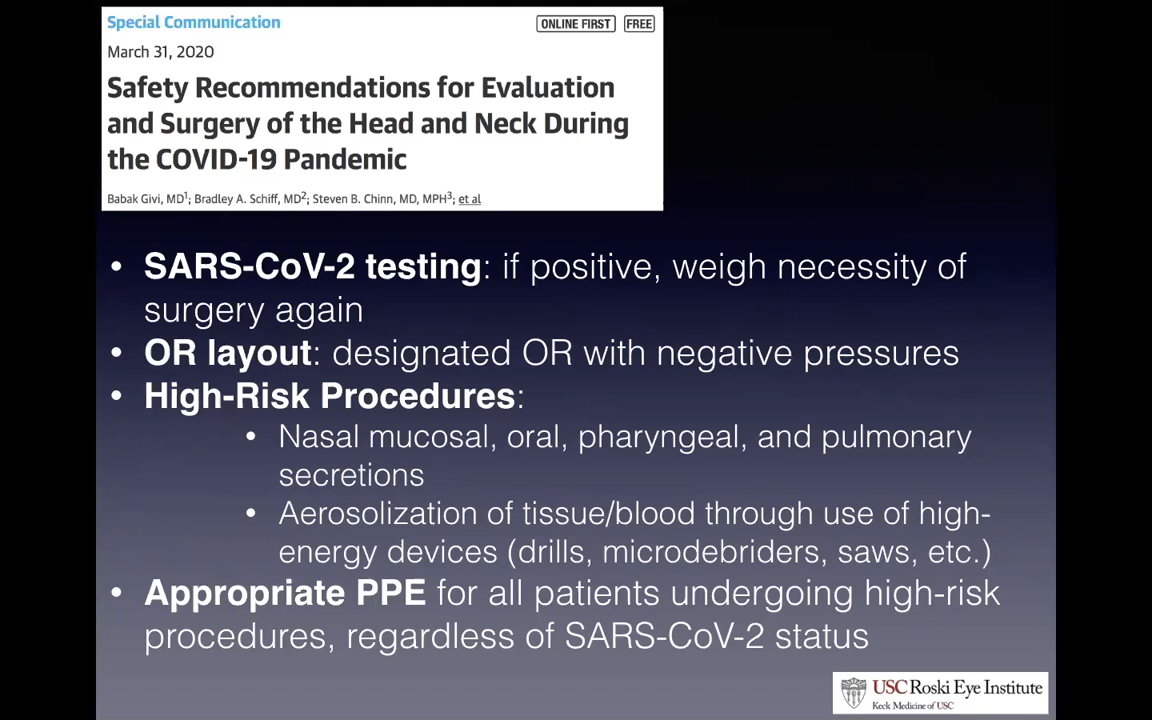 Special Communication
ONLINE FIRST FREE
March 31, 2020
Safety Recommendations for Evaluation
and Surgery of the Head and Neck During
the COVID-19 Pandemic
Babak Givi, MD1; Bradley A. Schiff, MD2; Steven B. Chinn, MD, MPH3; et al
• SARS-CoV-2 testing: if positive, weigh necessity of
surgery again
• OR layout: designated OR with negative pressures
• High-Risk Procedures:
• Nasal mucosal, oral, pharyngeal, and pulmonary
secretions
• Aerosolization of tissue/blood through use of high-
energy devices (drills, microdebriders, saws, etc.)
• Appropriate PPE for all patients undergoing high-risk
procedures, regardless of SARS-CoV-2 status
USC Roski Eye Institute
Keck Medicine of USC